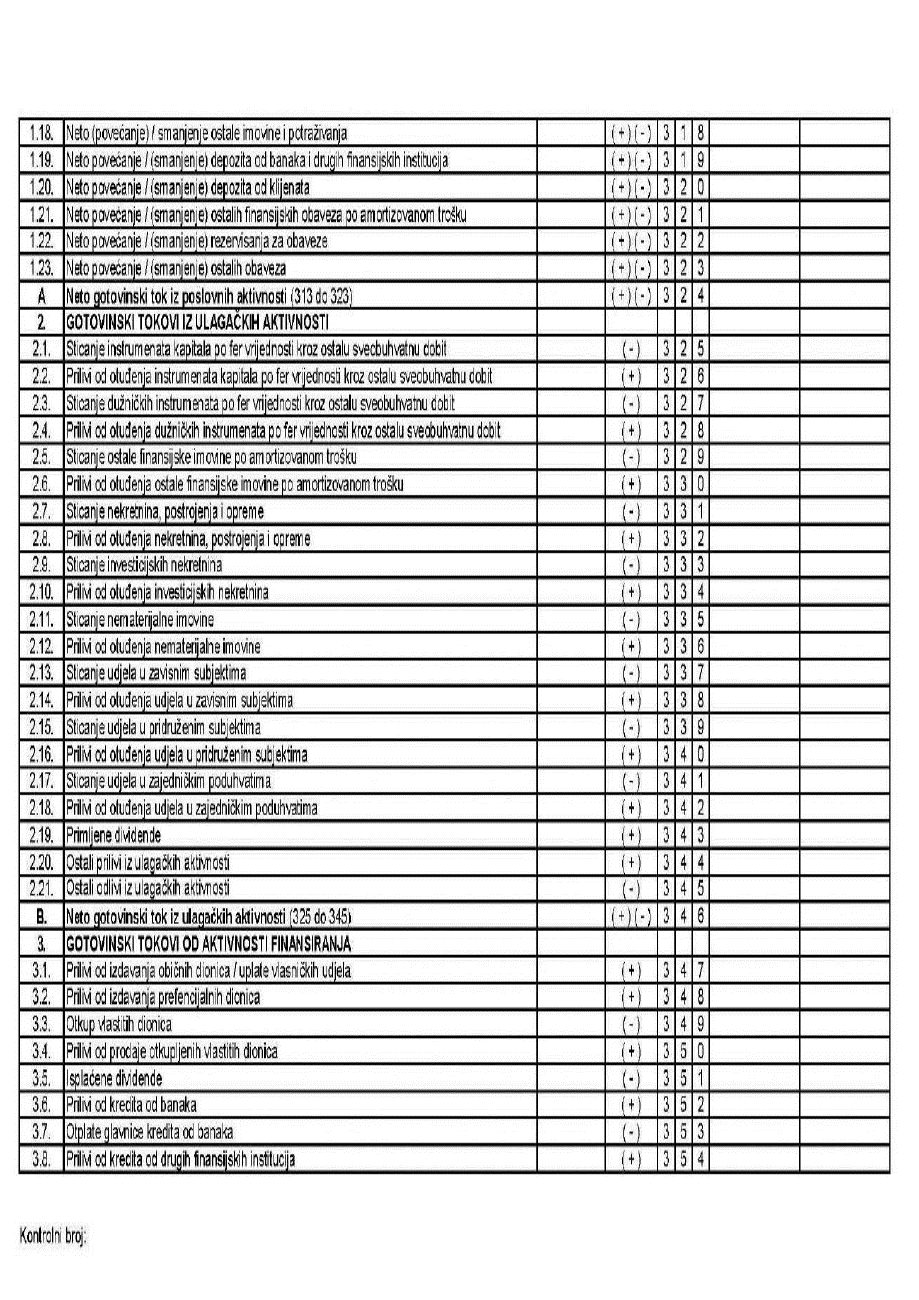 1.18. Neto (povećanje) / smanjenje ostale imovine i potraživanja (+)(-) 3 1 8
1.19. Neto povećanje / (smanjenje) depozita od banaka i drugih finansijskih institucija (+)(-) 3 1 9
1.20. Neto povećanje / (smanjenje) depozita od klijenata (+)(-) 3 2 0
1.21. Neto povećanje / (smanjenje) ostalih finansijskih obaveza po amortizovanom trošku (+)(-) 3 2 1
1.22. Neto povećanje / (smanjenje) rezervisanja za obaveze (+)(-) 3 2 2
1.23. Neto povećanje / (smanjenje) ostalih obaveza (+)(-) 3 2 3
A Neto gotovinski tok iz poslovnih aktivnosti (313 do 323) (+)(-) 3 2 4
2. GOTOVINSKI TOKOVI IZ ULAGAČKIH AKTIVNOSTI
2.1. Sticanje instrumenata kapitala po fer vrijednosti kroz ostalu sveobuhvatnu dobit (-) 3 2 5
2.2. Prilivi od otuđenja instrumenata kapitala po fer vrijednosti kroz ostalu sveobuhvatnu dobit (+) 3 2 6
2.3. Sticanje dužničkih instrumenata po fer vrijednosti kroz ostalu sveobuhvatnu dobit (-) 3 2 7
2.4. Prilivi od otuđenja dužničkih instrumenata po fer vrijednosti kroz ostalu sveobuhvatnu dobit (+) 3 2 8
2.5. Sticanje ostale finansijske imovine po amortizovanom trošku (-) 3 2 9
2.6. Prilivi od otuđenja ostale finansijske imovine po amortizovanom trošku (+) 3 3 0
2.7. Sticanje nekretnina, postrojenja i opreme (-) 3 3 1
2.8. Prilivi od otuđenja nekretnina, postrojenja i opreme (+) 3 3 2
2.9. Sticanje investicijskih nekretnina (-) 3 3 3
2.10. Prilivi od otuđenja investicijskih nekretnina (+) 3 3 4
2.11. Sticanje nematerijalne imovine (-) 3 3 5
2.12. Prilivi od otuđenja nematerijalne imovine (+) 3 3 6
2.13. Sticanje udjela u zavisnim subjektima (-) 3 3 7
2.14. Prilivi od otuđenja udjela u zavisnim subjektima (+) 3 3 8
2.15. Sticanje udjela u pridruženim subjektima (-) 3 3 9
2.16. Prilivi od otuđenja udjela u pridruženim subjektima (+) 3 4 0
2.17. Sticanje udjela u zajedničkim poduhvatima (-) 3 4 1
2.18. Prilivi od otuđenja udjela u zajedničkim poduhvatima (+) 3 4 2
2.19. Primljene dividende (+) 3 4 3
2.20. Ostali prilivi iz ulagačkih aktivnosti (+) 3 4 4
2.21. Ostali odlivi iz ulagačkih aktivnosti (-) 3 4 5
B. Neto gotovinski tok iz ulagačkih aktivnosti (325 do 345) (+)(-) 3 4 6
3. GOTOVINSKI TOKOVI OD AKTIVNOSTI FINANSIRANJA
3.1. Prilivi od izdavanja običnih dionica / uplate vlasničkih udjela (+) 3 4 7
3.2. Prilivi od izdavanja prefencijalnih dicnica (+) 3 4 8
3.3. Otkup vlastitih dionica (-) 3 4 9
3.4. Prilivi od prodaje otkupljenih vlastitih dionica (+) 3 5 0
3.5. Isplaćene dividende (-) 3 5 1
3.6. Prilivi od kredita od banaka (+) 3 5 2
3.7. Otplate glavnice kredita od banaka (-) 3 5 3
3.8. Prilivi od kredita od drugih finansijskih institucija (+) 3 5 4
Kontrolni broj: